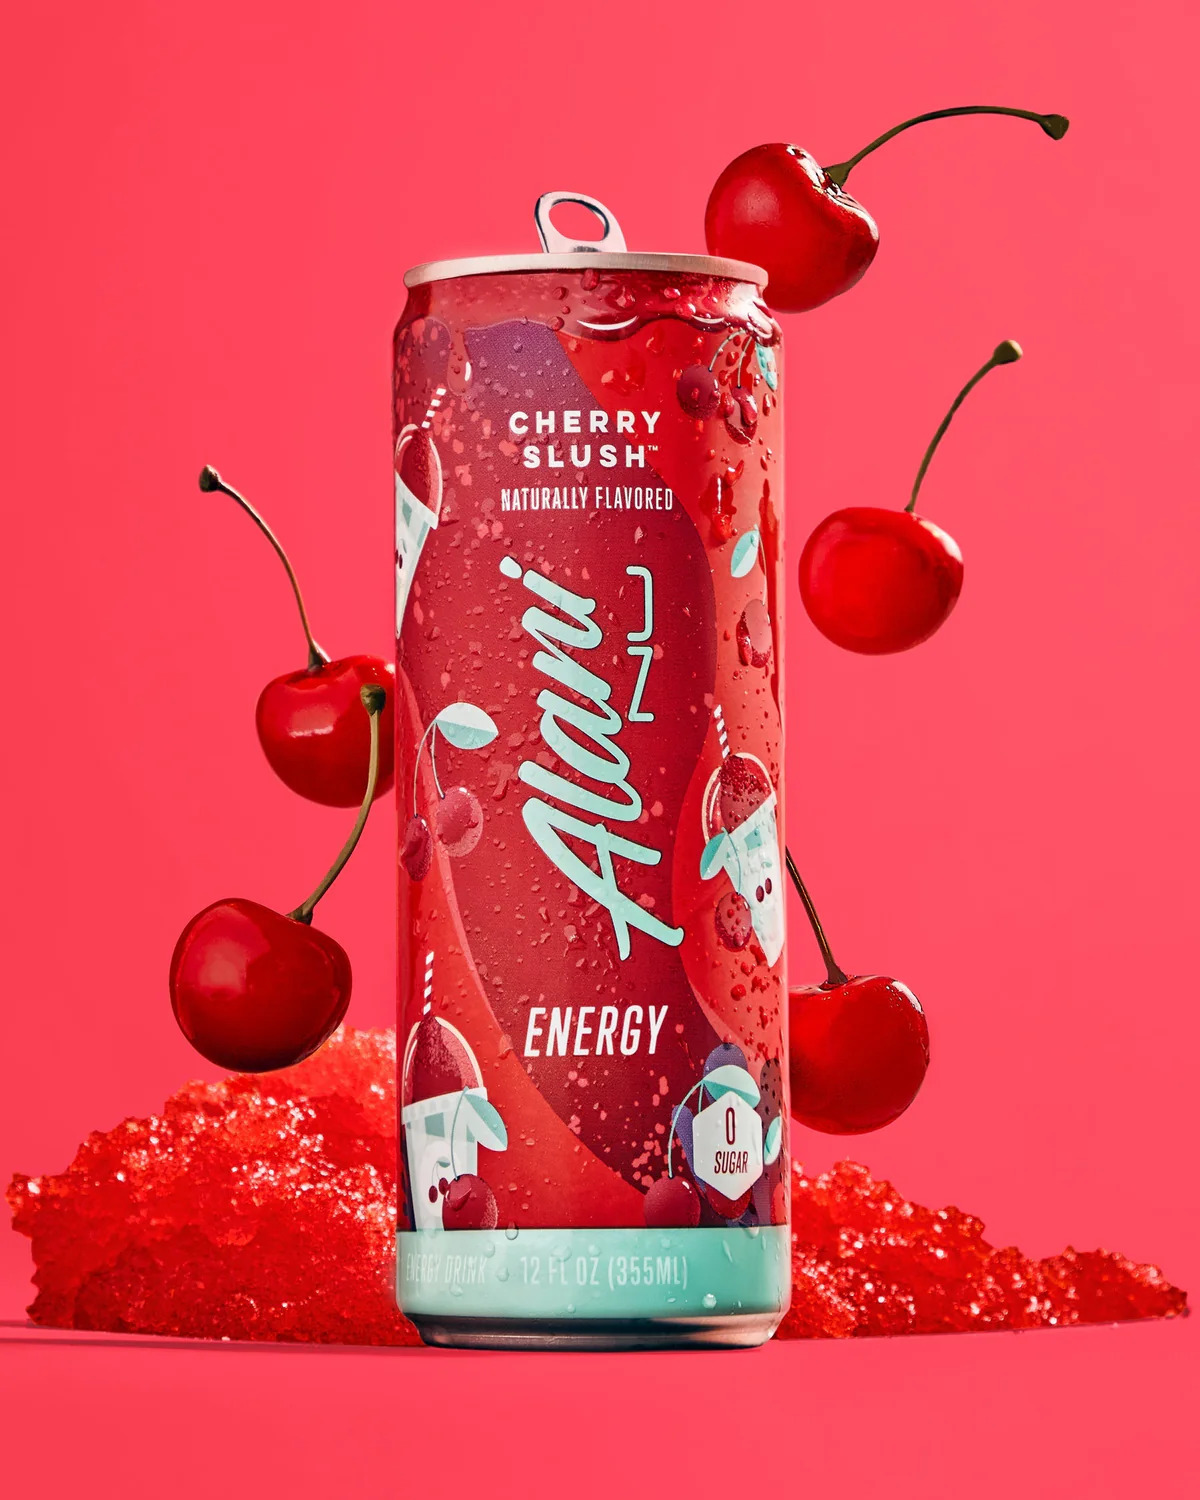 CHERRY
SLUSH™
NATURALLY FLAVORED
Alani
NU
ENERGY
0
SUGAR
ENERGY DRINK 12 FL OZ (355ML)